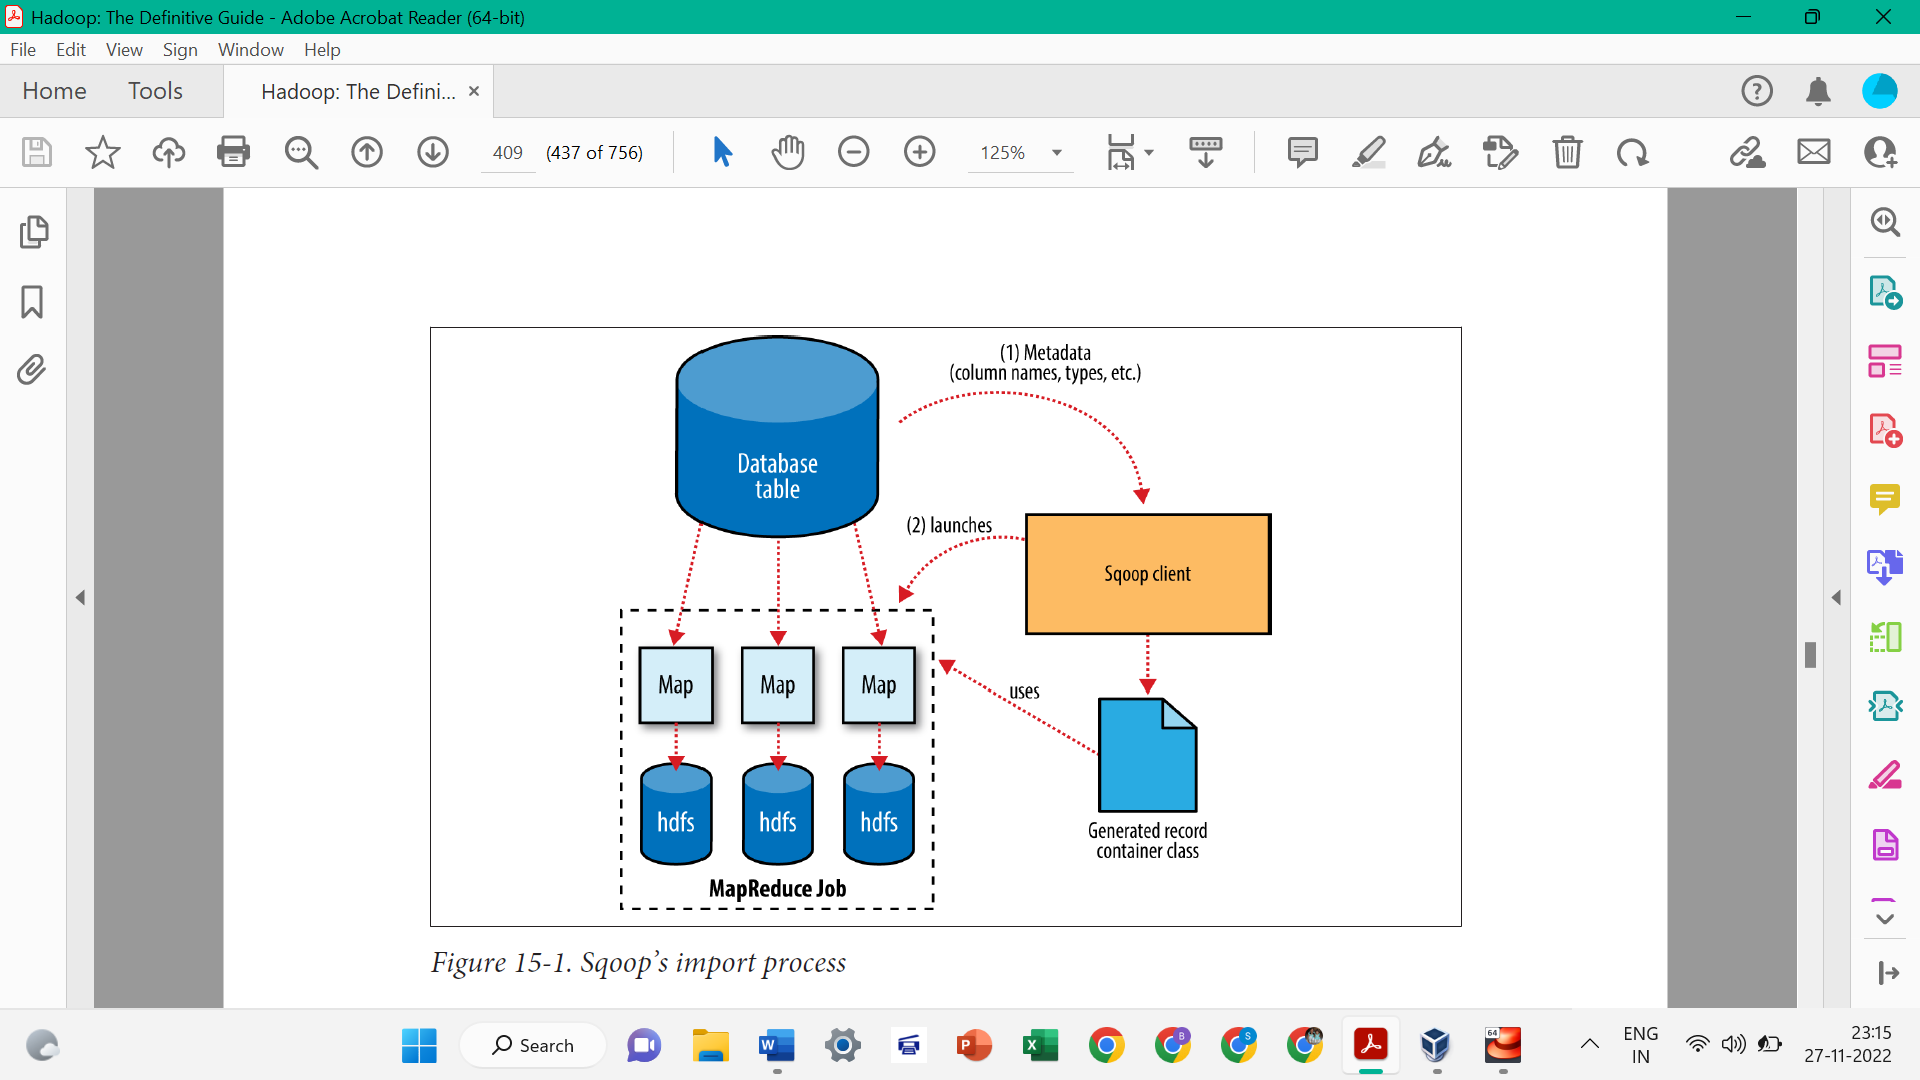 Hadoop: The Definitive Guide - Adobe Acrobat Reader (64-bit)
File Edit View Sign Window Help
Home Tools Hadoop: The Defini... ×
409 (437 of 756) 125%
(1) Metadata
(column names, types, etc.)
Database
table
(2) launches
Sqoop client
Map Map Map
uses
hdfs hdfs hdfs
Generated record
container class
MapReduce Job
Figure 15-1. Sqoop’s import process
Search
ENG
IN
23:15
27-11-2022